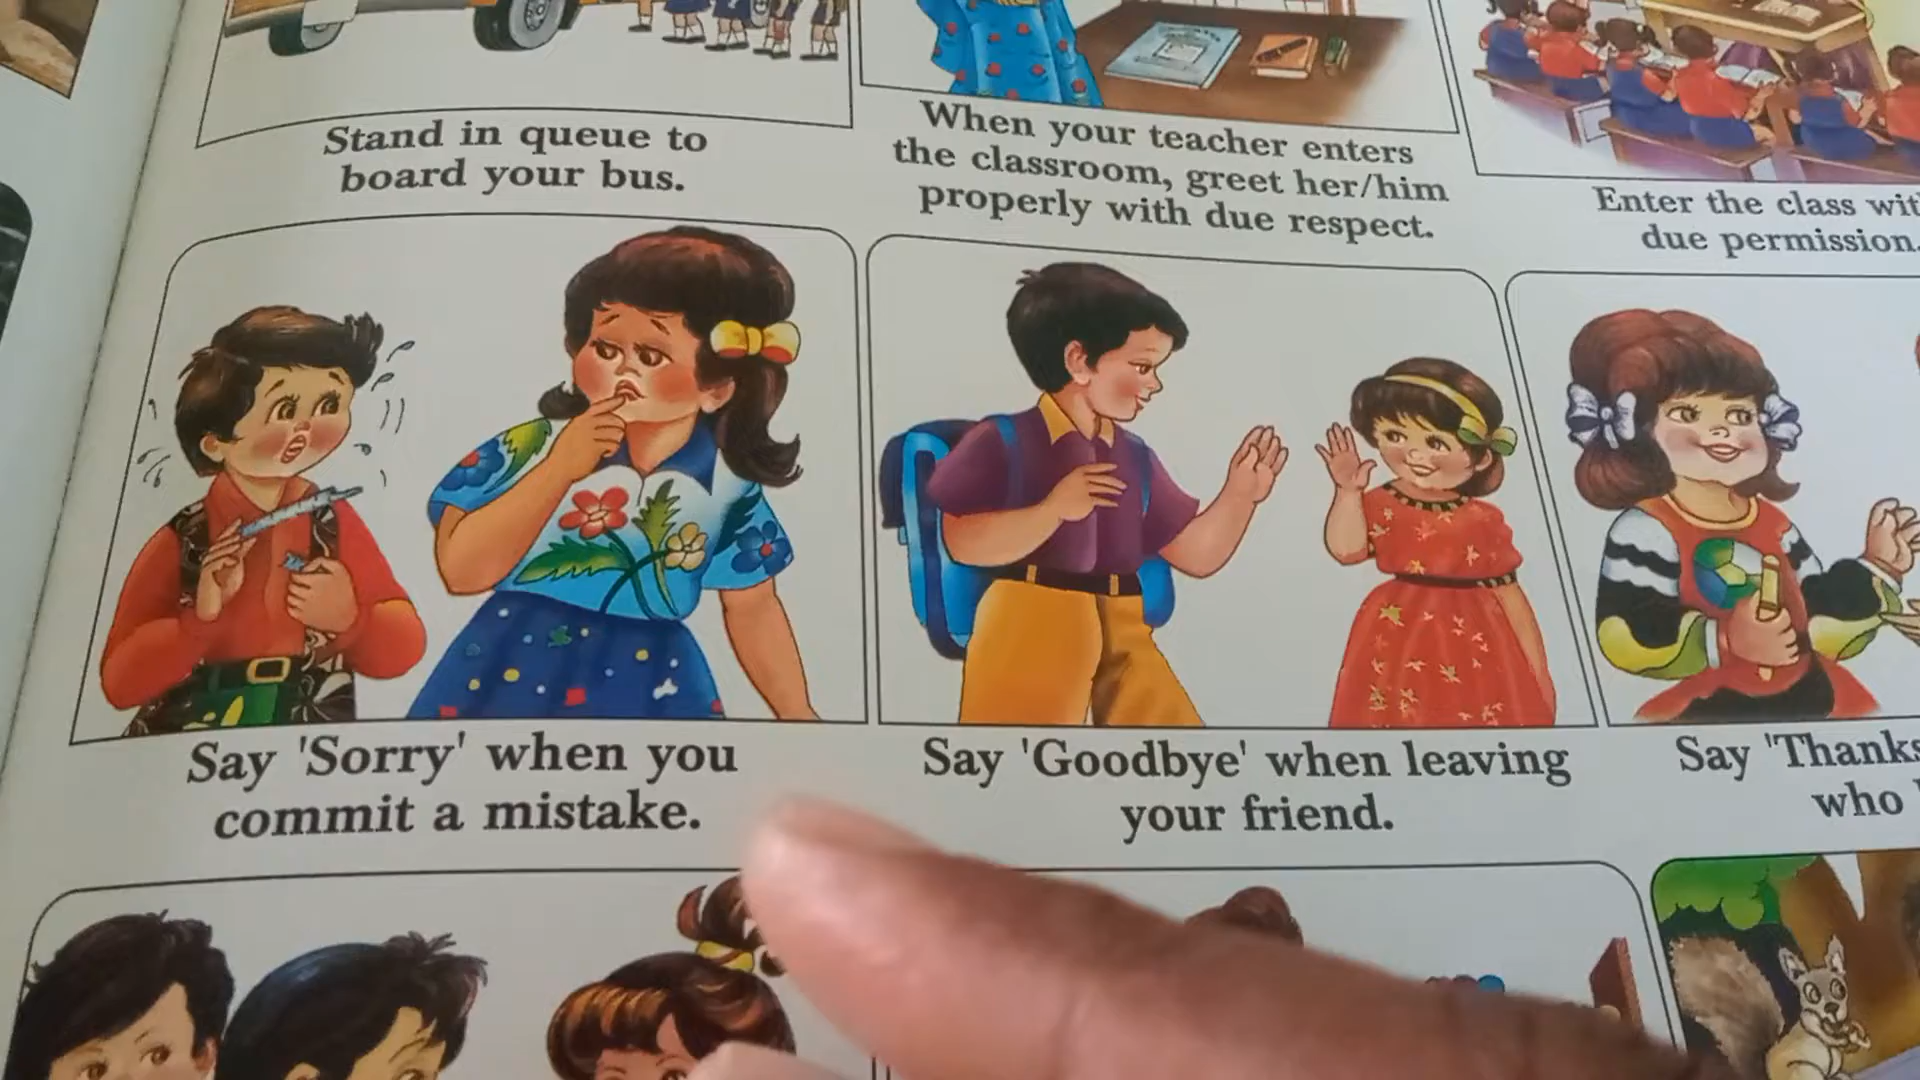 Stand in queue to
board your bus.
When your teacher enters
the classroom, greet her/him
properly with due respect.
Enter the class
due permission.
Say 'Sorry' when you
commit a mistake.
Say 'Goodbye' when leaving
your friend.
Say 'Thanks
who